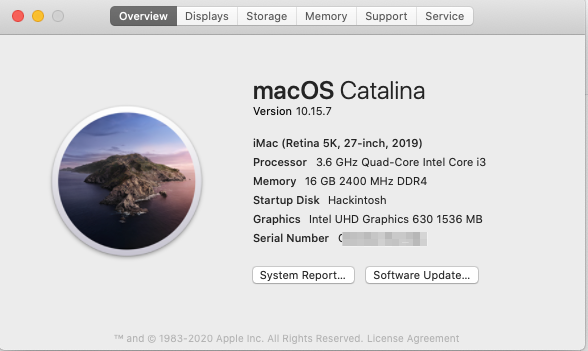 Overview Displays Storage Memory Support Service
macOS Catalina
Version 10.15.7
iMac (Retina 5K, 27-inch, 2019)
Processor 3.6 GHz Quad-Core Intel Core i3
Memory 16 GB 2400 MHz DDR4
Startup Disk Hackintosh
Graphics Intel UHD Graphics 630 1536 MB
Serial Number
System Report... Software Update...
™ and © 1983-2020 Apple Inc. All Rights Reserved. License Agreement